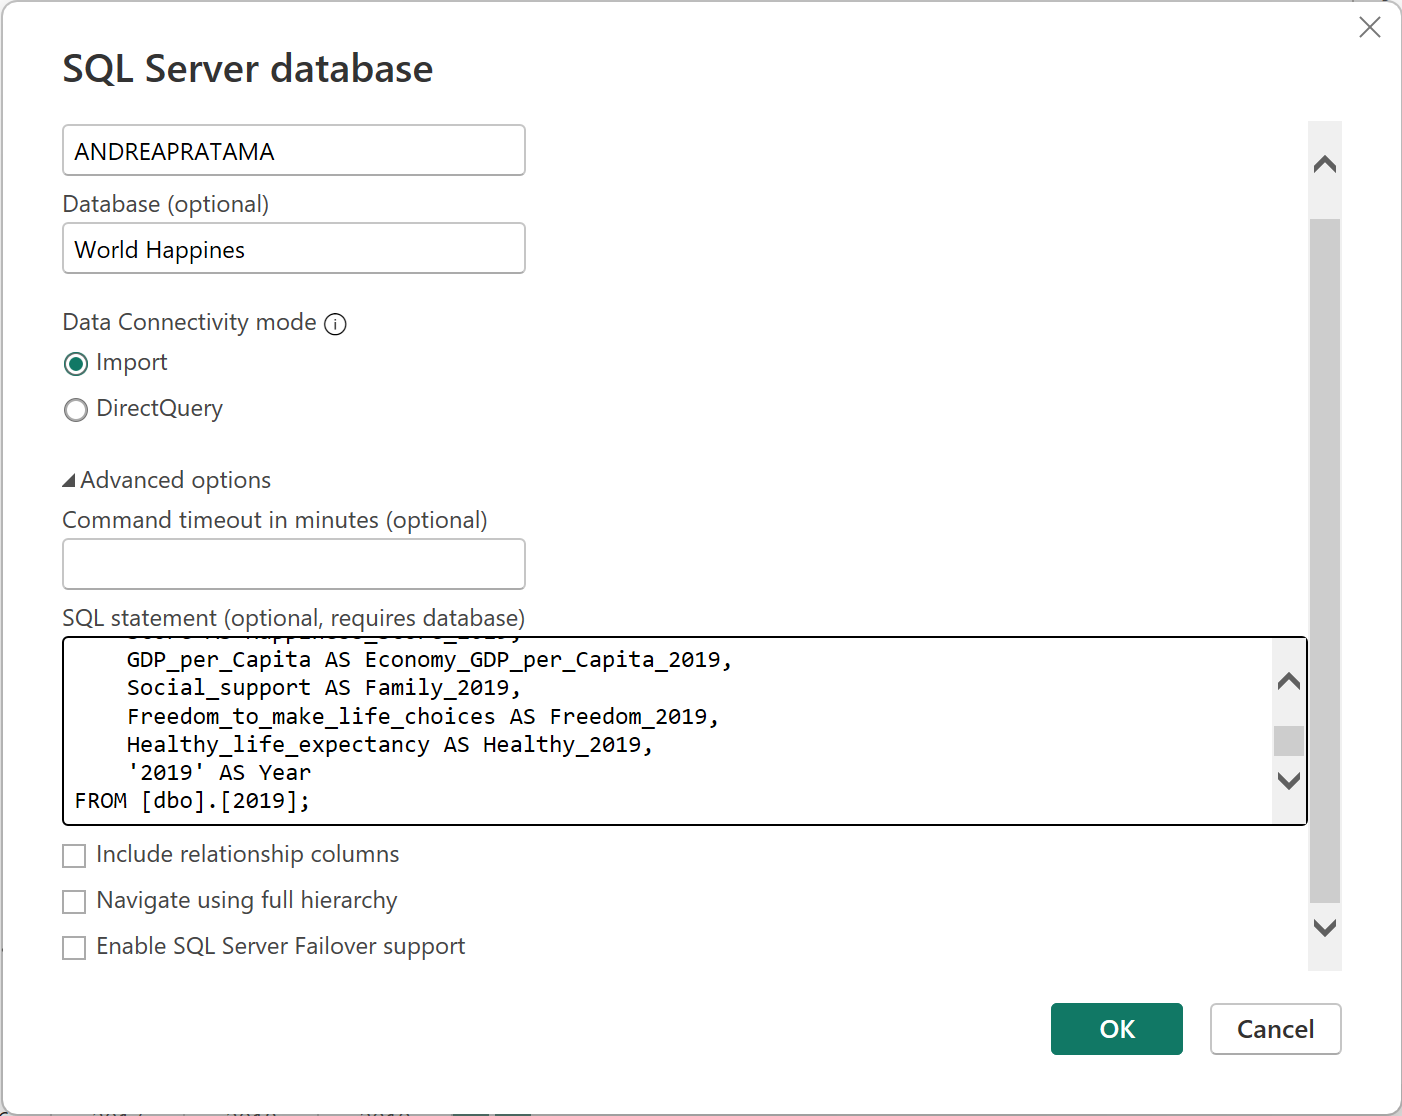 SQL Server database
ANDREAPRATAMA
Database (optional)
World Happines
Data Connectivity mode
Import
DirectQuery
Advanced options
Command timeout in minutes (optional)
SQL statement (optional, requires database)
GDP_per_Capita AS Economy_GDP_per_Capita_2019,
Social_support AS Family_2019,
Freedom_to_make_life_choices AS Freedom_2019,
Healthy_life_expectancy AS Healthy_2019,
'2019' AS Year
FROM [dbo].[2019];
Include relationship columns
Navigate using full hierarchy
Enable SQL Server Failover support
OK
Cancel